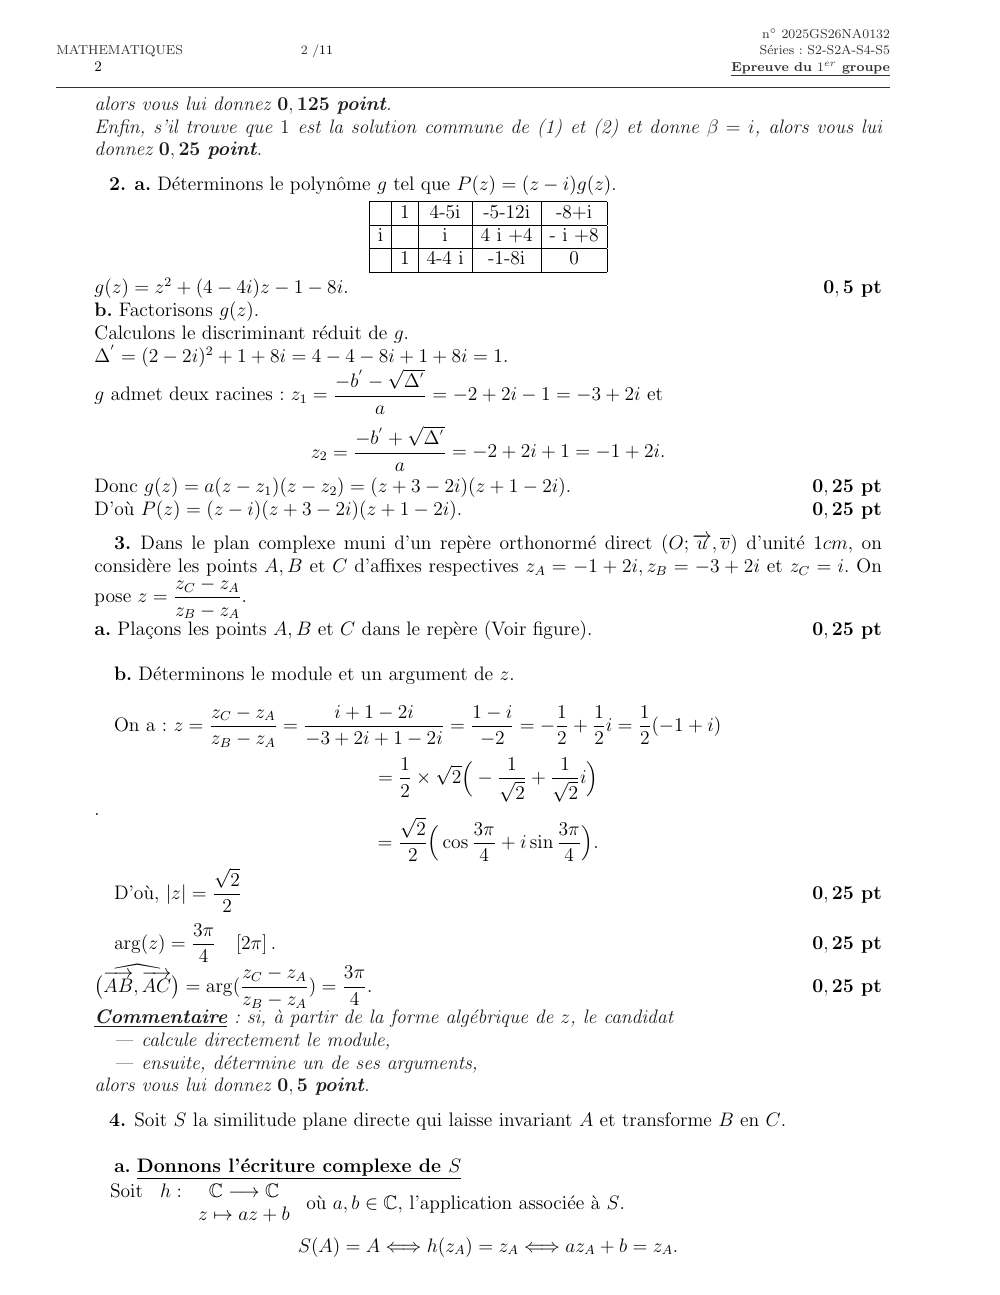 n° 2025GS26NA0132
MATHEMATIQUES 2 /11 Séries : S2-S2A-S4-S5
2 Epreuve du 1er groupe
alors vous lui donnez 0, 125 point.
Enfin, s'il trouve que 1 est la solution commune de (1) et (2) et donne β = i, alors vous lui
donnez 0, 25 point.
2. a. Déterminons le polynôme g tel que P(z) = (z − i)g(z).
1 4-5i -5-12i -8+i
i i 4 i +4 - i +8
1 4-4 i -1-8i 0
g(z) = z² + (4 − 4i)z − 1 − 8i. 0, 5 pt
b. Factorisons g(z).
Calculons le discriminant réduit de g.
Δ′ = (2 − 2i)² + 1 + 8i = 4 − 4 − 8i + 1 + 8i = 1.
g admet deux racines : z₁ = (−b′ − √Δ′)/a = −2 + 2i − 1 = −3 + 2i et
z₂ = (−b′ + √Δ′)/a = −2 + 2i + 1 = −1 + 2i.
Donc g(z) = a(z − z₁)(z − z₂) = (z + 3 − 2i)(z + 1 − 2i). 0, 25 pt
D'où P(z) = (z − i)(z + 3 − 2i)(z + 1 − 2i). 0, 25 pt
3. Dans le plan complexe muni d'un repère orthonormé direct (O; u⃗, v̅) d'unité 1cm, on
considère les points A, B et C d'affixes respectives z_A = −1 + 2i, z_B = −3 + 2i et z_C = i. On
pose z = (z_C − z_A)/(z_B − z_A).
a. Plaçons les points A, B et C dans le repère (Voir figure). 0, 25 pt
b. Déterminons le module et un argument de z.
On a : z = (z_C − z_A)/(z_B − z_A) = (i + 1 − 2i)/(−3 + 2i + 1 − 2i) = (1 − i)/(−2) = −1/2 + 1/2 i = 1/2(−1 + i)
= 1/2 × √2(− 1/√2 + 1/√2 i)
.
= √2/2 (cos 3π/4 + i sin 3π/4).
D'où, |z| = √2/2 0, 25 pt
arg(z) = 3π/4 [2π] . 0, 25 pt
(AB⃗, AC⃗) = arg((z_C − z_A)/(z_B − z_A)) = 3π/4. 0, 25 pt
Commentaire : si, à partir de la forme algébrique de z, le candidat
— calcule directement le module,
— ensuite, détermine un de ses arguments,
alors vous lui donnez 0, 5 point.
4. Soit S la similitude plane directe qui laisse invariant A et transforme B en C.
a. Donnons l'écriture complexe de S
Soit h : ℂ ⟶ ℂ
z ↦ az + b où a, b ∈ ℂ, l'application associée à S.
S(A) = A ⟺ h(z_A) = z_A ⟺ az_A + b = z_A.